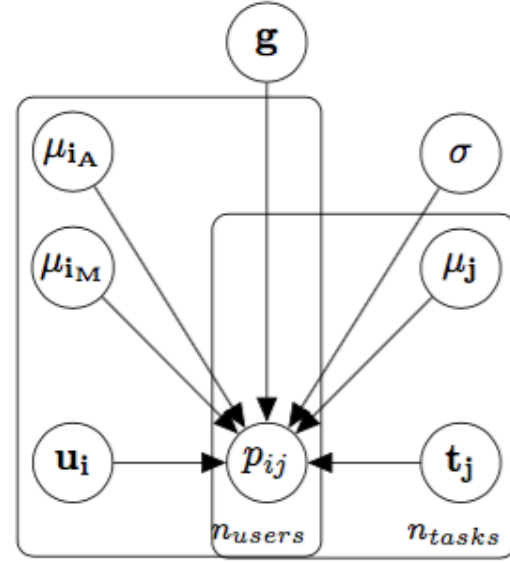 g
μ_{i_A} σ
μ_{i_M} μ_j
u_i p_{ij} t_j
n_{users} n_{tasks}